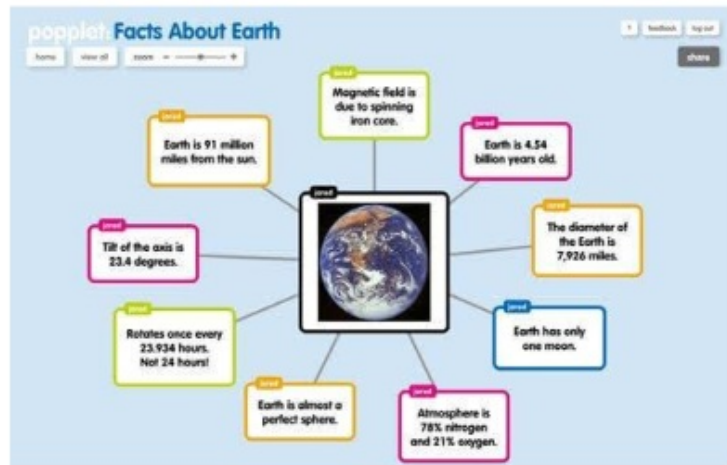 popplet: Facts About Earth
feedback
log out
home
view all
zoom - +
share
jared
Magnetic field is
due to spinning
iron core.
jared
Earth is 91 million
miles from the sun.
jared
Earth is 4.54
billion years old.
jared
jared
The diameter of
the Earth is
7,926 miles.
jared
Tilt of the axis is
23.4 degrees.
jared
Rotates once every
23.934 hours.
Not 24 hours!
jared
Earth has only
one moon.
jared
Earth is almost a
perfect sphere.
jared
Atmosphere is
78% nitrogen
and 21% oxygen.